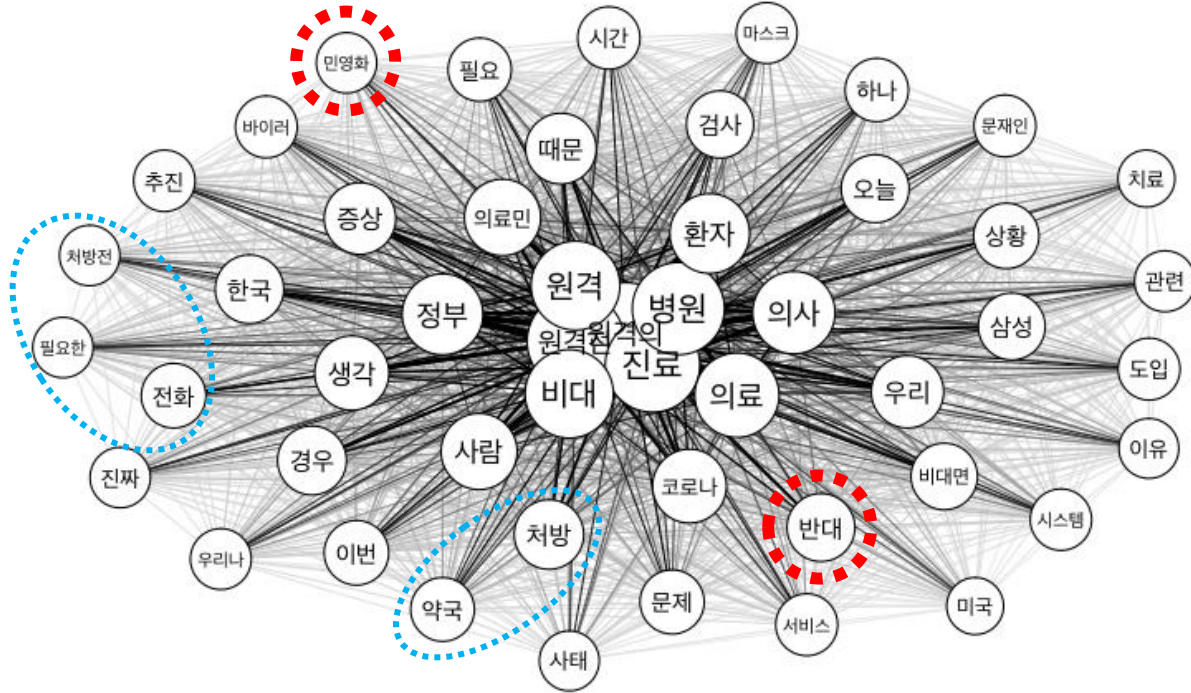 민영화
필요
시간
마스크
하나
바이러
때문
검사
문재인
추진
증상
의료민
환자
오늘
치료
처방전
한국
정부
원격
병원
의사
상황
관련
필요한
생각
원격의
진료
삼성
전화
비대
의료
우리
도입
진짜
경우
사람
코로나
비대면
이유
우리나
이번
처방
반대
시스템
약국
문제
서비스
미국
사태